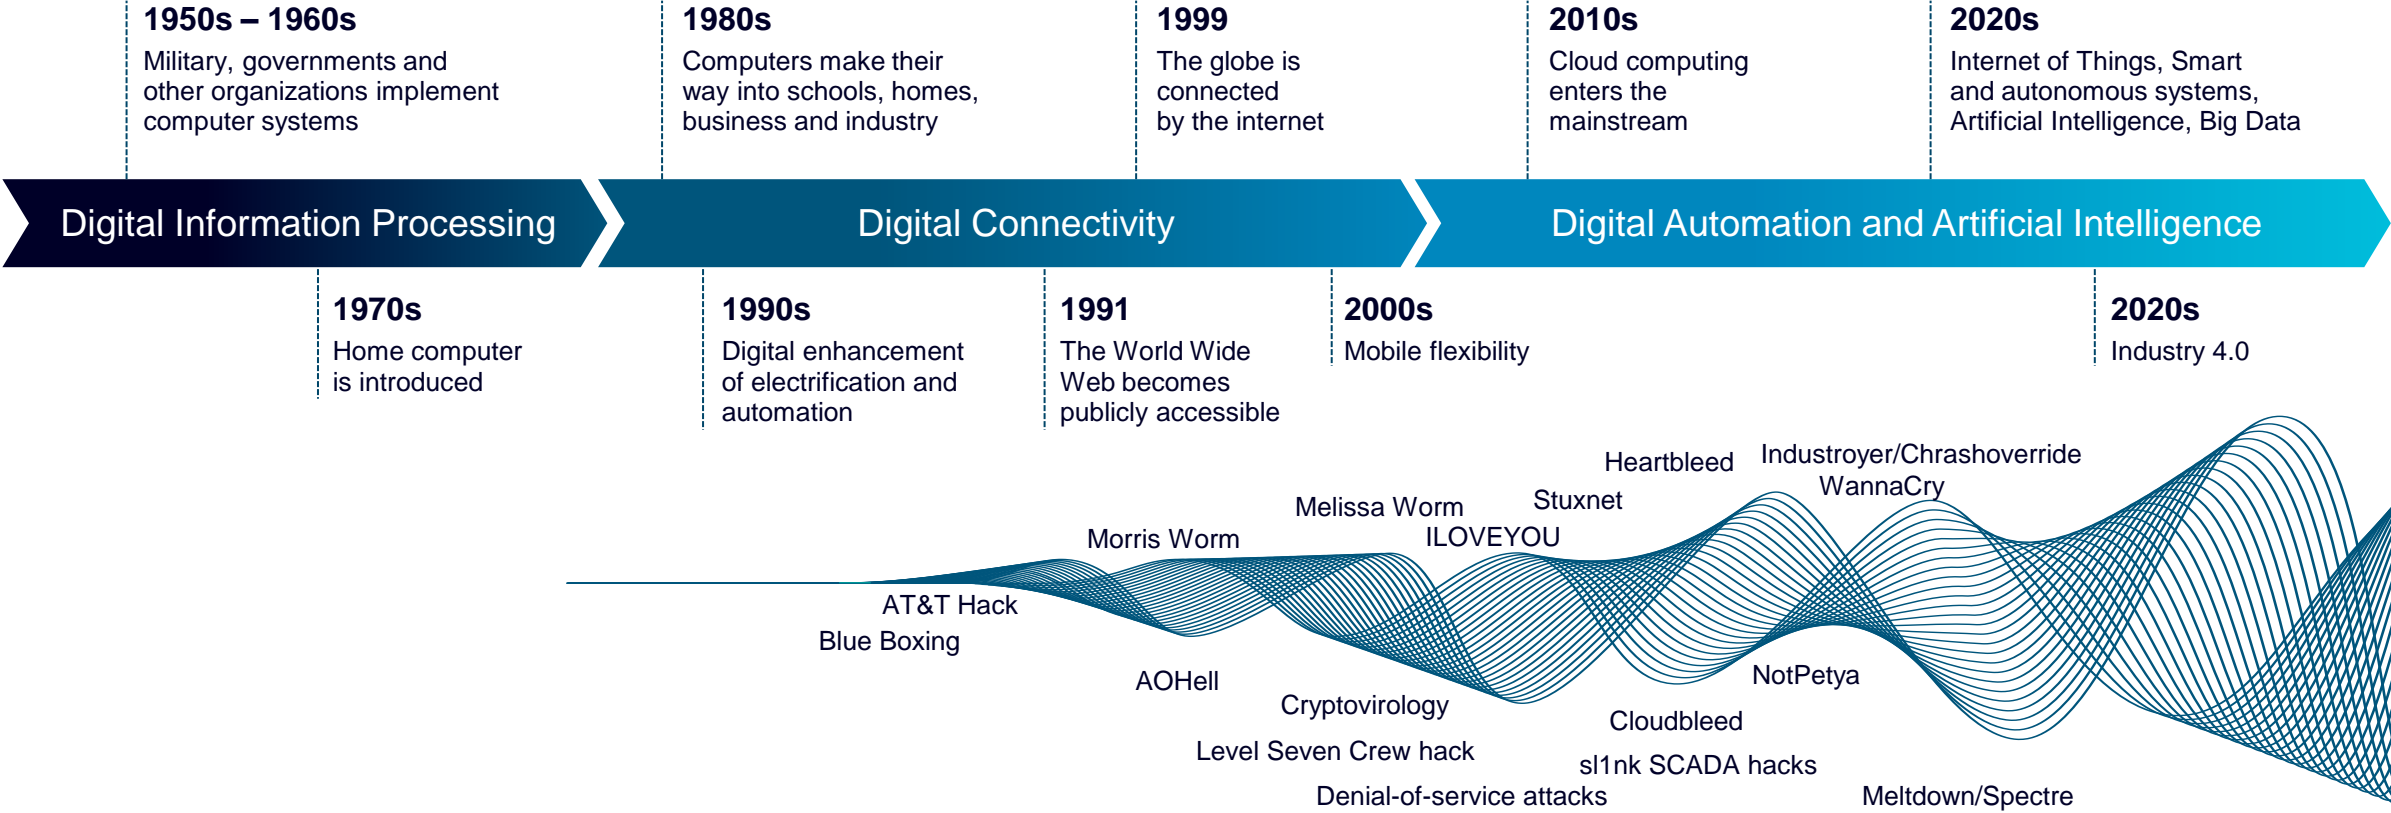 1950s – 1960s
Military, governments and
other organizations implement
computer systems
1980s
Computers make their
way into schools, homes,
business and industry
1999
The globe is
connected
by the internet
2010s
Cloud computing
enters the
mainstream
2020s
Internet of Things, Smart
and autonomous systems,
Artificial Intelligence, Big Data
Digital Information Processing
Digital Connectivity
Digital Automation and Artificial Intelligence
1970s
Home computer
is introduced
1990s
Digital enhancement
of electrification and
automation
1991
The World Wide
Web becomes
publicly accessible
2000s
Mobile flexibility
2020s
Industry 4.0
Heartbleed
Industroyer/Chrashoverride
WannaCry
Stuxnet
Melissa Worm
ILOVEYOU
Morris Worm
AT&T Hack
Blue Boxing
AOHell
NotPetya
Cryptovirology
Cloudbleed
Level Seven Crew hack
sl1nk SCADA hacks
Denial-of-service attacks
Meltdown/Spectre